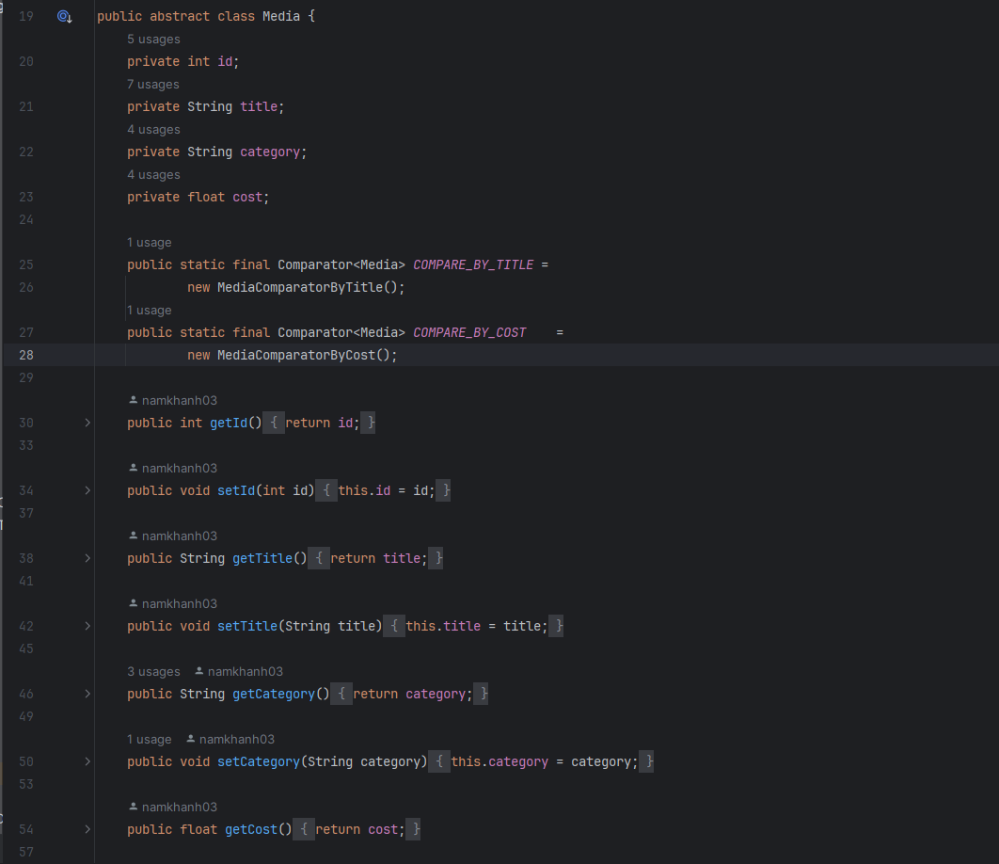 19 public abstract class Media {
5 usages
20 private int id;
7 usages
21 private String title;
4 usages
22 private String category;
4 usages
23 private float cost;
24
1 usage
25 public static final Comparator<Media> COMPARE_BY_TITLE =
26 new MediaComparatorByTitle();
1 usage
27 public static final Comparator<Media> COMPARE_BY_COST    =
28 new MediaComparatorByCost();
29
namkhanh03
30 public int getId() { return id; }
33
namkhanh03
34 public void setId(int id) { this.id = id; }
37
namkhanh03
38 public String getTitle() { return title; }
41
namkhanh03
42 public void setTitle(String title) { this.title = title; }
45
3 usages namkhanh03
46 public String getCategory() { return category; }
49
1 usage namkhanh03
50 public void setCategory(String category) { this.category = category; }
53
namkhanh03
54 public float getCost() { return cost; }
57